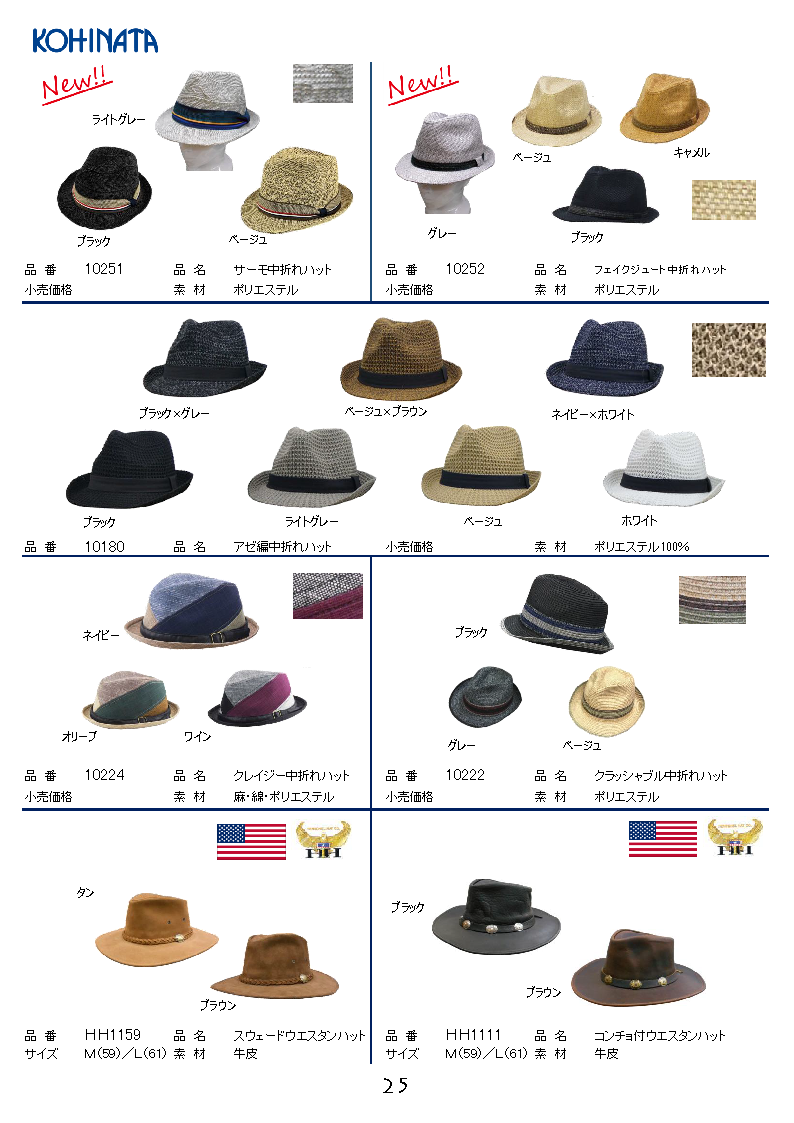 KOHINATA
New!!
ライトグレー
ブラック
ベージュ
品 番 10251 品 名 サーモ中折れハット
小売価格 素 材 ポリエステル
New!!
ベージュ
キャメル
グレー
ブラック
品 番 10252 品 名 フェイクジュート中折れハット
小売価格 素 材 ポリエステル
ブラック×グレー
ベージュ×ブラウン
ネイビー×ホワイト
ブラック
ライトグレー
ベージュ
ホワイト
品 番 10180 品 名 アゼ編中折れハット 小売価格 素 材 ポリエステル100%
ネイビー
オリーブ
ワイン
品 番 10224 品 名 クレイジー中折れハット
小売価格 素 材 麻・綿・ポリエステル
ブラック
グレー
ベージュ
品 番 10222 品 名 クラッシャブル中折れハット
小売価格 素 材 ポリエステル
タン
ブラウン
品 番 HH1159 品 名 スウェードウエスタンハット
サイズ M(59)/L(61) 素 材 牛皮
ブラック
ブラウン
品 番 HH1111 品 名 コンチョ付ウエスタンハット
サイズ M(59)/L(61) 素 材 牛皮
25